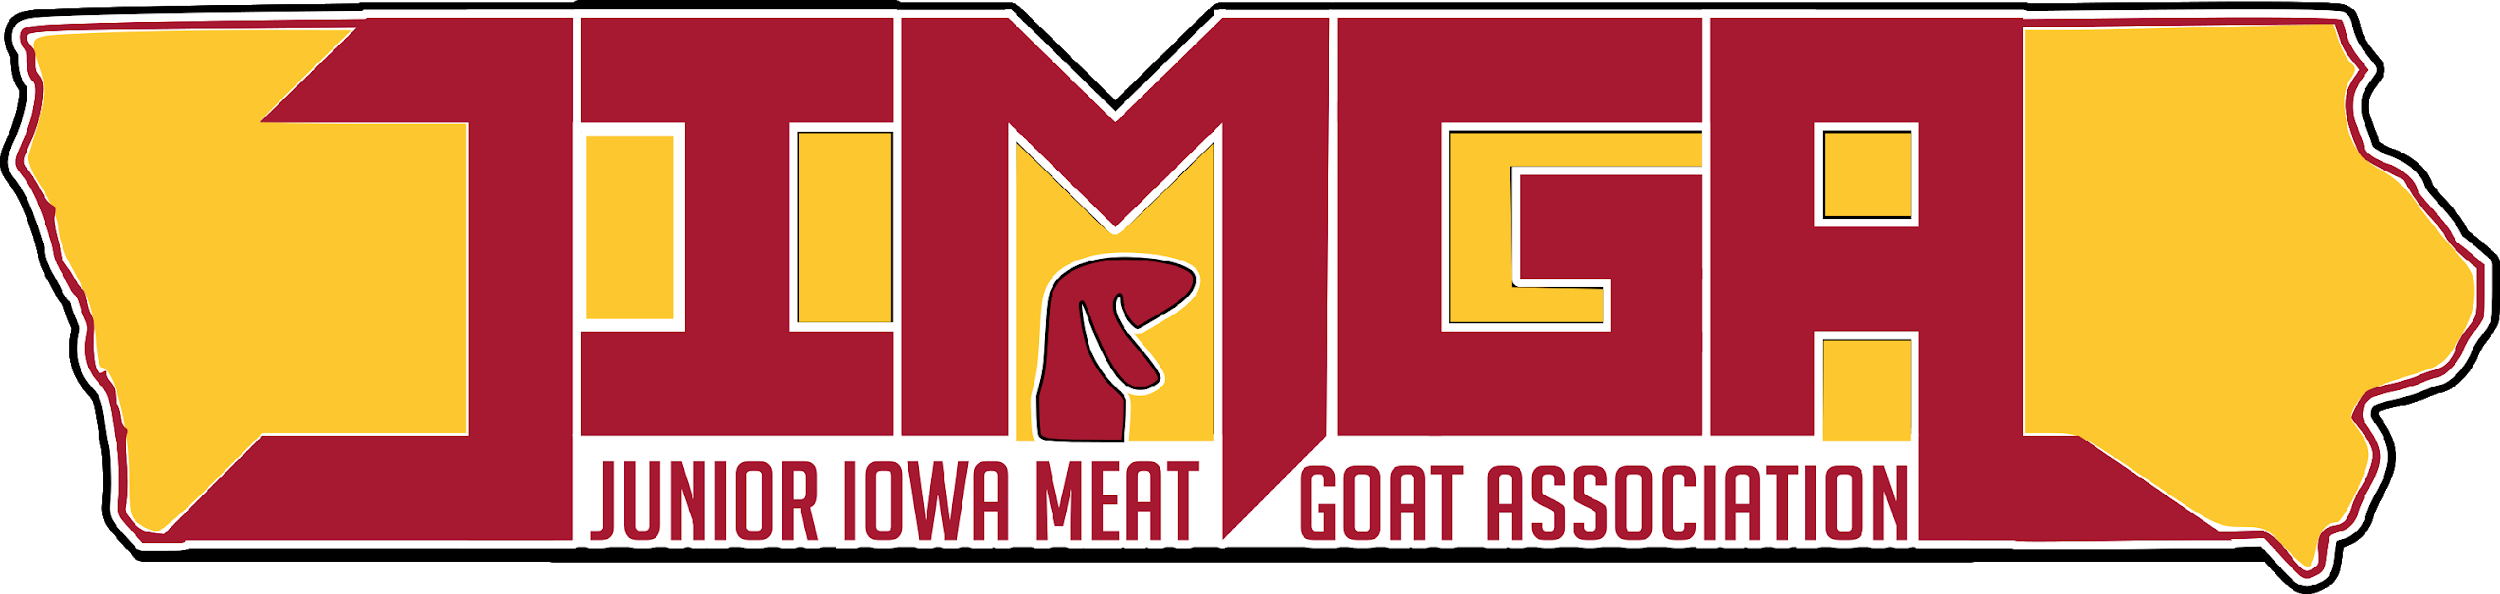 JIMGA
JUNIOR IOWA MEAT GOAT ASSOCIATION